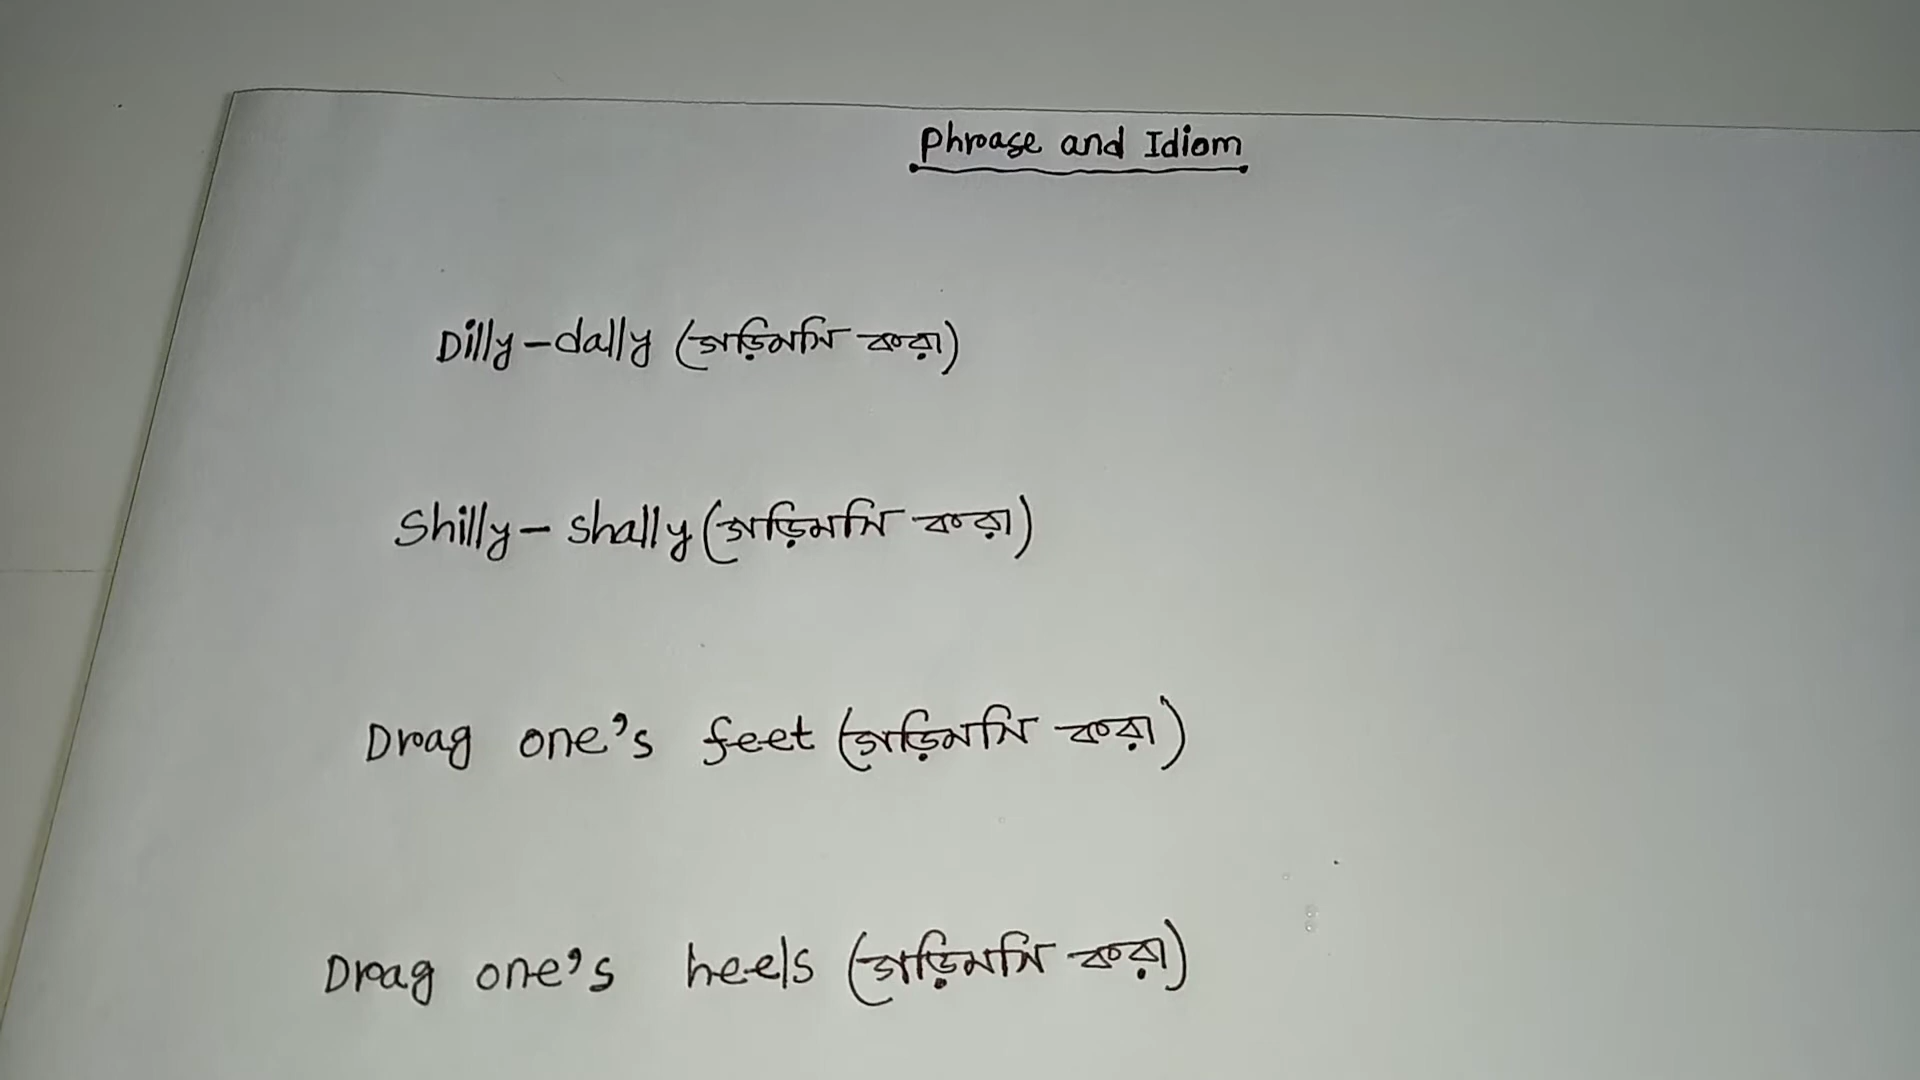 Phrase and Idiom
Dilly-dally (গড়িমসি করা)
Shilly-shally (গড়িমসি করা)
Drag one's feet (গড়িমসি করা)
Drag one's heels (গড়িমসি করা)